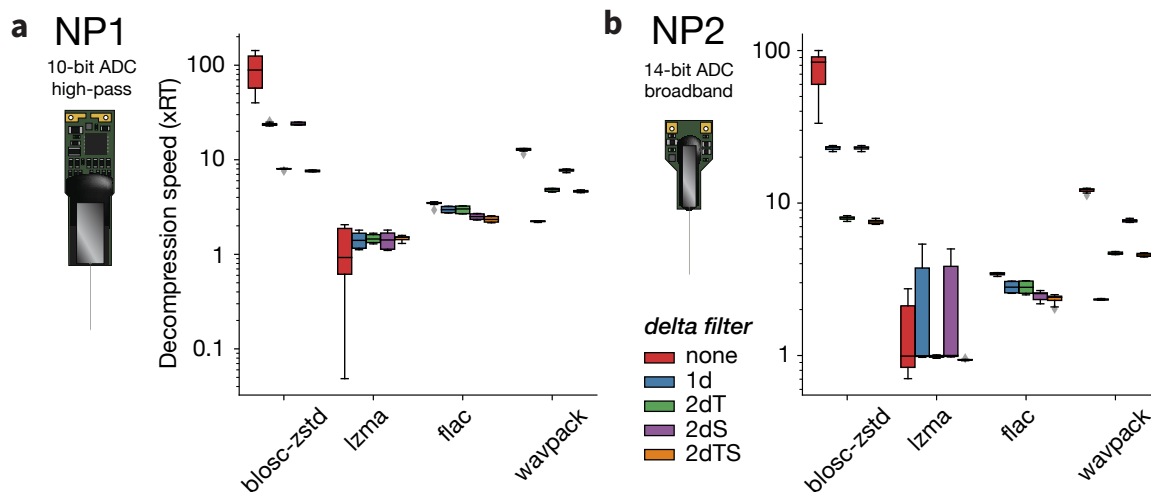 a NP1
10-bit ADC
high-pass
Decompression speed (xRT)
100
10
1
0.1
blosc-zstd
lzma
flac
wavpack
b NP2
14-bit ADC
broadband
delta filter
none
1d
2dT
2dS
2dTS
100
10
1
blosc-zstd
lzma
flac
wavpack